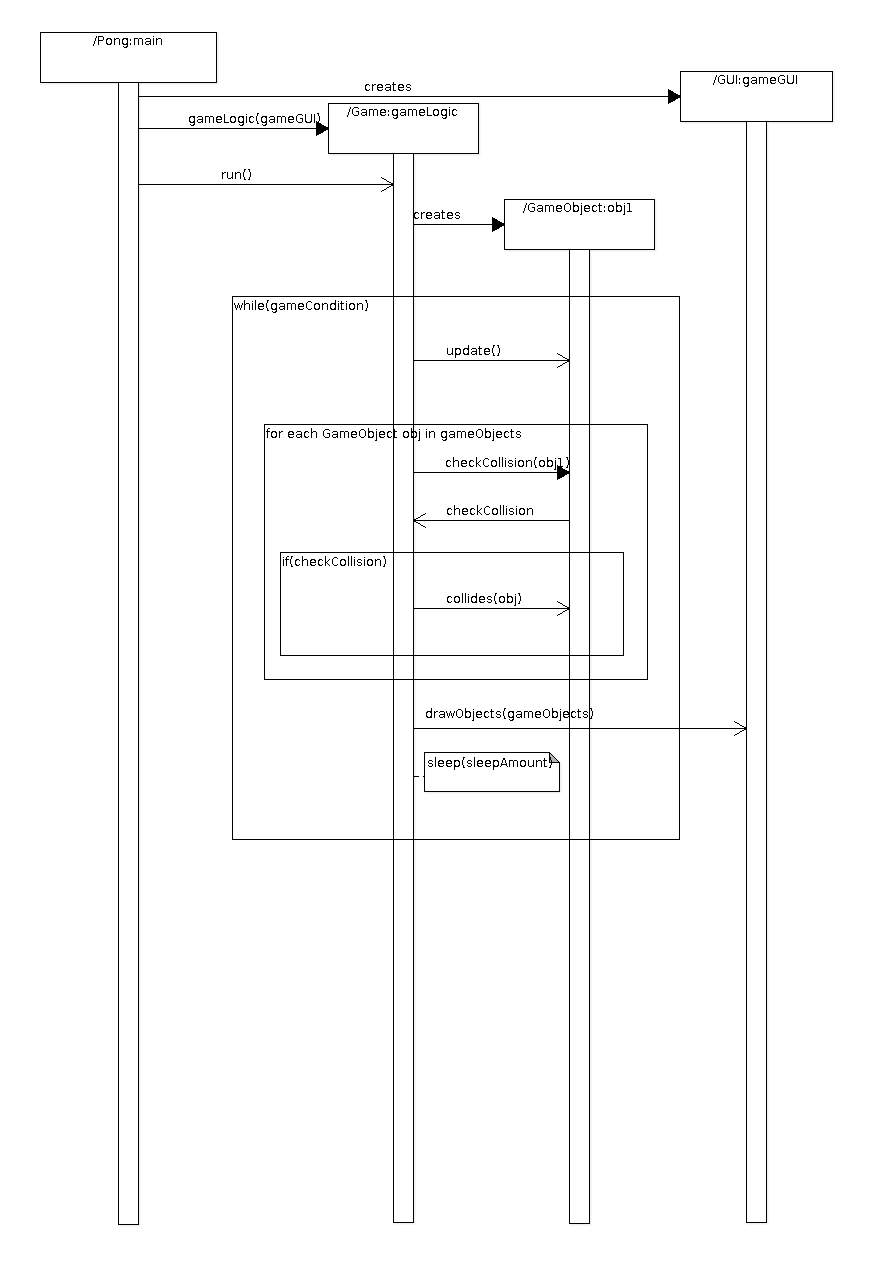 /Pong:main
/GUI:gameGUI
creates
/Game:gameLogic
gameLogic(gameGUI)
run()
/GameObject:obj1
creates
while(gameCondition)
update()
for each GameObject obj in gameObjects
checkCollision(obj1)
checkCollision
if(checkCollision)
collides(obj)
drawObjects(gameObjects)
sleep(sleepAmount)